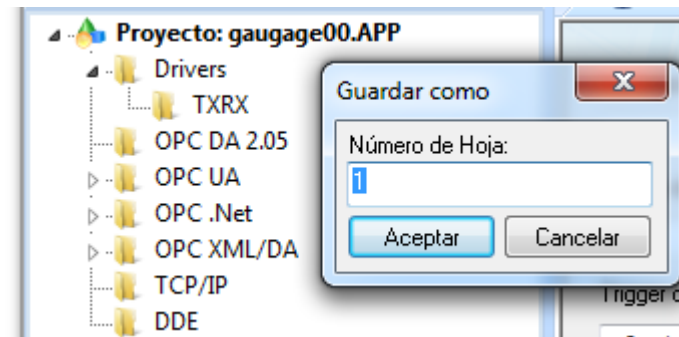 Proyecto: gaugage00.APP
Drivers
TXRX
OPC DA 2.05
OPC UA
OPC .Net
OPC XML/DA
TCP/IP
DDE
Guardar como
Número de Hoja:
1
Aceptar
Cancelar
Trigger